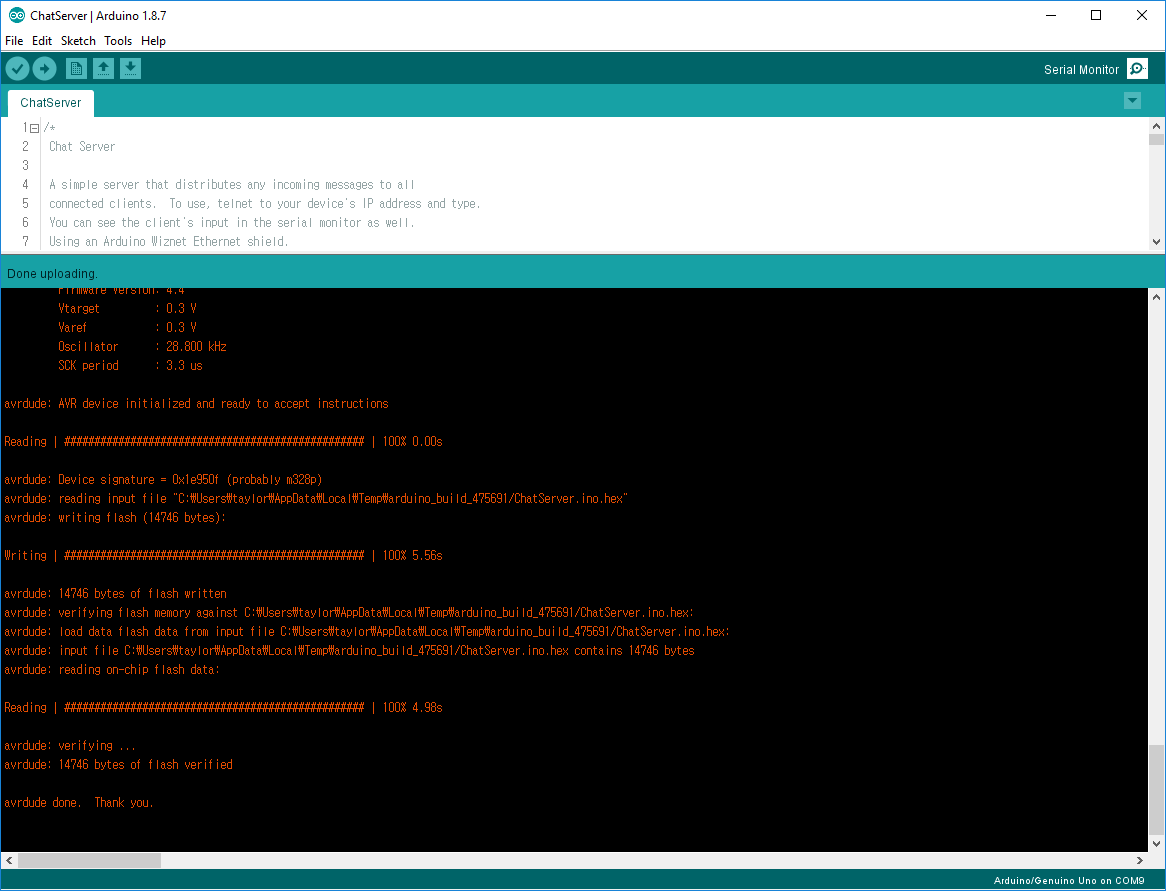 ChatServer | Arduino 1.8.7
File Edit Sketch Tools Help
Serial Monitor
ChatServer
1 /*
2 Chat Server
3
4 A simple server that distributes any incoming messages to all
5 connected clients.  To use, telnet to your device's IP address and type.
6 You can see the client's input in the serial monitor as well.
7 Using an Arduino Wiznet Ethernet shield.
Done uploading.
Firmware Version: 4.4
Vtarget : 0.3 V
Varef : 0.3 V
Oscillator : 28.800 kHz
SCK period : 3.3 us
avrdude: AVR device initialized and ready to accept instructions
Reading | ################################################## | 100% 0.00s
avrdude: Device signature = 0x1e950f (probably m328p)
avrdude: reading input file "C:₩Users₩taylor₩AppData₩Local₩Temp₩arduino_build_475691/ChatServer.ino.hex"
avrdude: writing flash (14746 bytes):
Writing | ################################################## | 100% 5.56s
avrdude: 14746 bytes of flash written
avrdude: verifying flash memory against C:₩Users₩taylor₩AppData₩Local₩Temp₩arduino_build_475691/ChatServer.ino.hex:
avrdude: load data flash data from input file C:₩Users₩taylor₩AppData₩Local₩Temp₩arduino_build_475691/ChatServer.ino.hex:
avrdude: input file C:₩Users₩taylor₩AppData₩Local₩Temp₩arduino_build_475691/ChatServer.ino.hex contains 14746 bytes
avrdude: reading on-chip flash data:
Reading | ################################################## | 100% 4.98s
avrdude: verifying ...
avrdude: 14746 bytes of flash verified
avrdude done.  Thank you.
Arduino/Genuino Uno on COM9